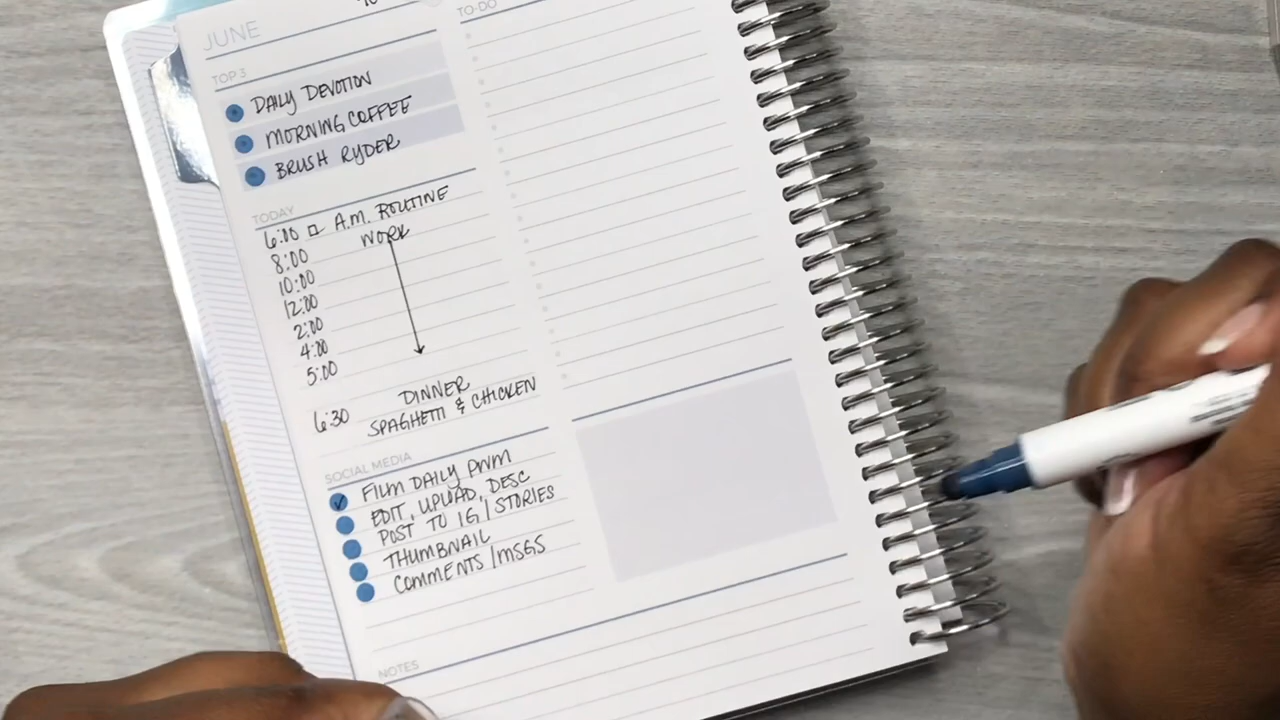 JUNE
TOP 3
DAILY DEVOTION
MORNING COFFEE
BRUSH RYDER
TODAY
6:00 A.M. ROUTINE
WORK
8:00
10:00
12:00
2:00
4:00
5:00
6:30 DINNER
SPAGHETTI & CHICKEN
SOCIAL MEDIA
FILM DAILY PWM
EDIT, UPLOAD, DESC
POST TO IG / STORIES
THUMBNAIL
COMMENTS / MSGS
NOTES
TO-DO